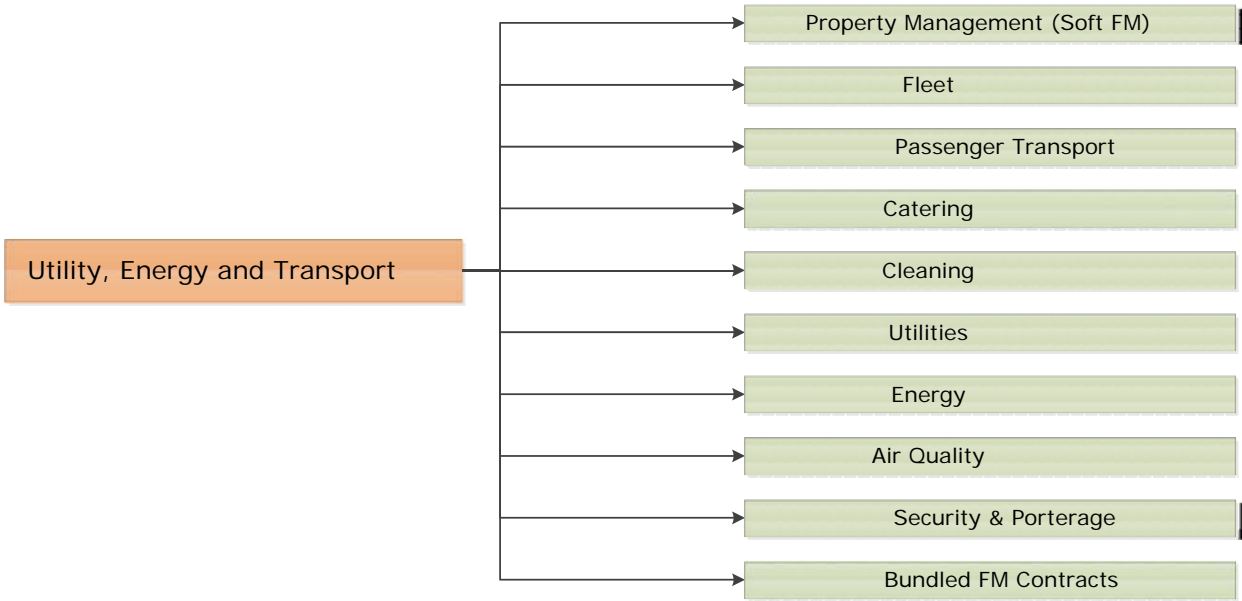 Property Management (Soft FM)
Fleet
Passenger Transport
Catering
Utility, Energy and Transport
Cleaning
Utilities
Energy
Air Quality
Security & Porterage
Bundled FM Contracts